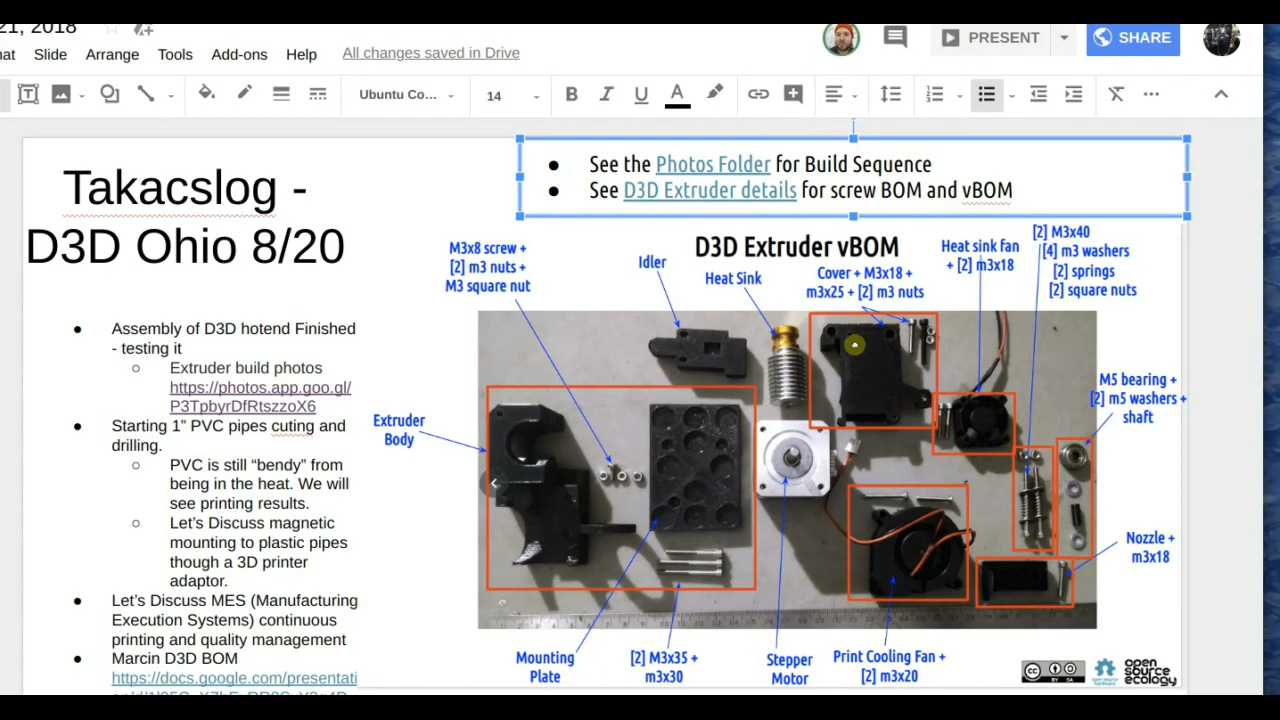 21, 2018
at Slide Arrange Tools Add-ons Help All changes saved in Drive
PRESENT
SHARE
Ubuntu Co... 14
Takacslog -
D3D Ohio 8/20
● See the Photos Folder for Build Sequence
● See D3D Extruder details for screw BOM and vBOM
● Assembly of D3D hotend Finished
- testing it
○ Extruder build photos
https://photos.app.goo.gl/
P3TpbyrDfRtszzoX6
● Starting 1” PVC pipes cuting and
drilling.
○ PVC is still “bendy” from
being in the heat. We will
see printing results.
○ Let’s Discuss magnetic
mounting to plastic pipes
though a 3D printer
adaptor.
● Let’s Discuss MES (Manufacturing
Execution Systems) continuous
printing and quality management
● Marcin D3D BOM
https://docs.google.com/presentati
D3D Extruder vBOM
M3x8 screw +
[2] m3 nuts +
M3 square nut
Idler
Heat Sink
Cover + M3x18 +
m3x25 + [2] m3 nuts
Heat sink fan
+ [2] m3x18
[2] M3x40
[4] m3 washers
[2] springs
[2] square nuts
M5 bearing +
[2] m5 washers +
shaft
Extruder
Body
Nozzle +
m3x18
Mounting
Plate
[2] M3x35 +
m3x30
Stepper
Motor
Print Cooling Fan +
[2] m3x20
CC BY SA
open source hardware
open
source
ecology